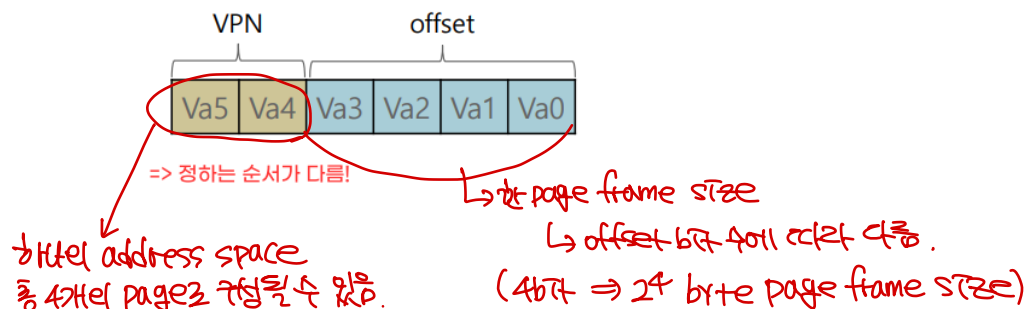 VPN offset
Va5 Va4 Va3 Va2 Va1 Va0
=> 정하는 순서가 다름!
↳ 한 page frame size
↳ offset bit 수에 따라 다름.
하나의 address space
총 4개의 page로 구성될 수 있음.
(4bit ⇒ 2⁴ byte page frame size)